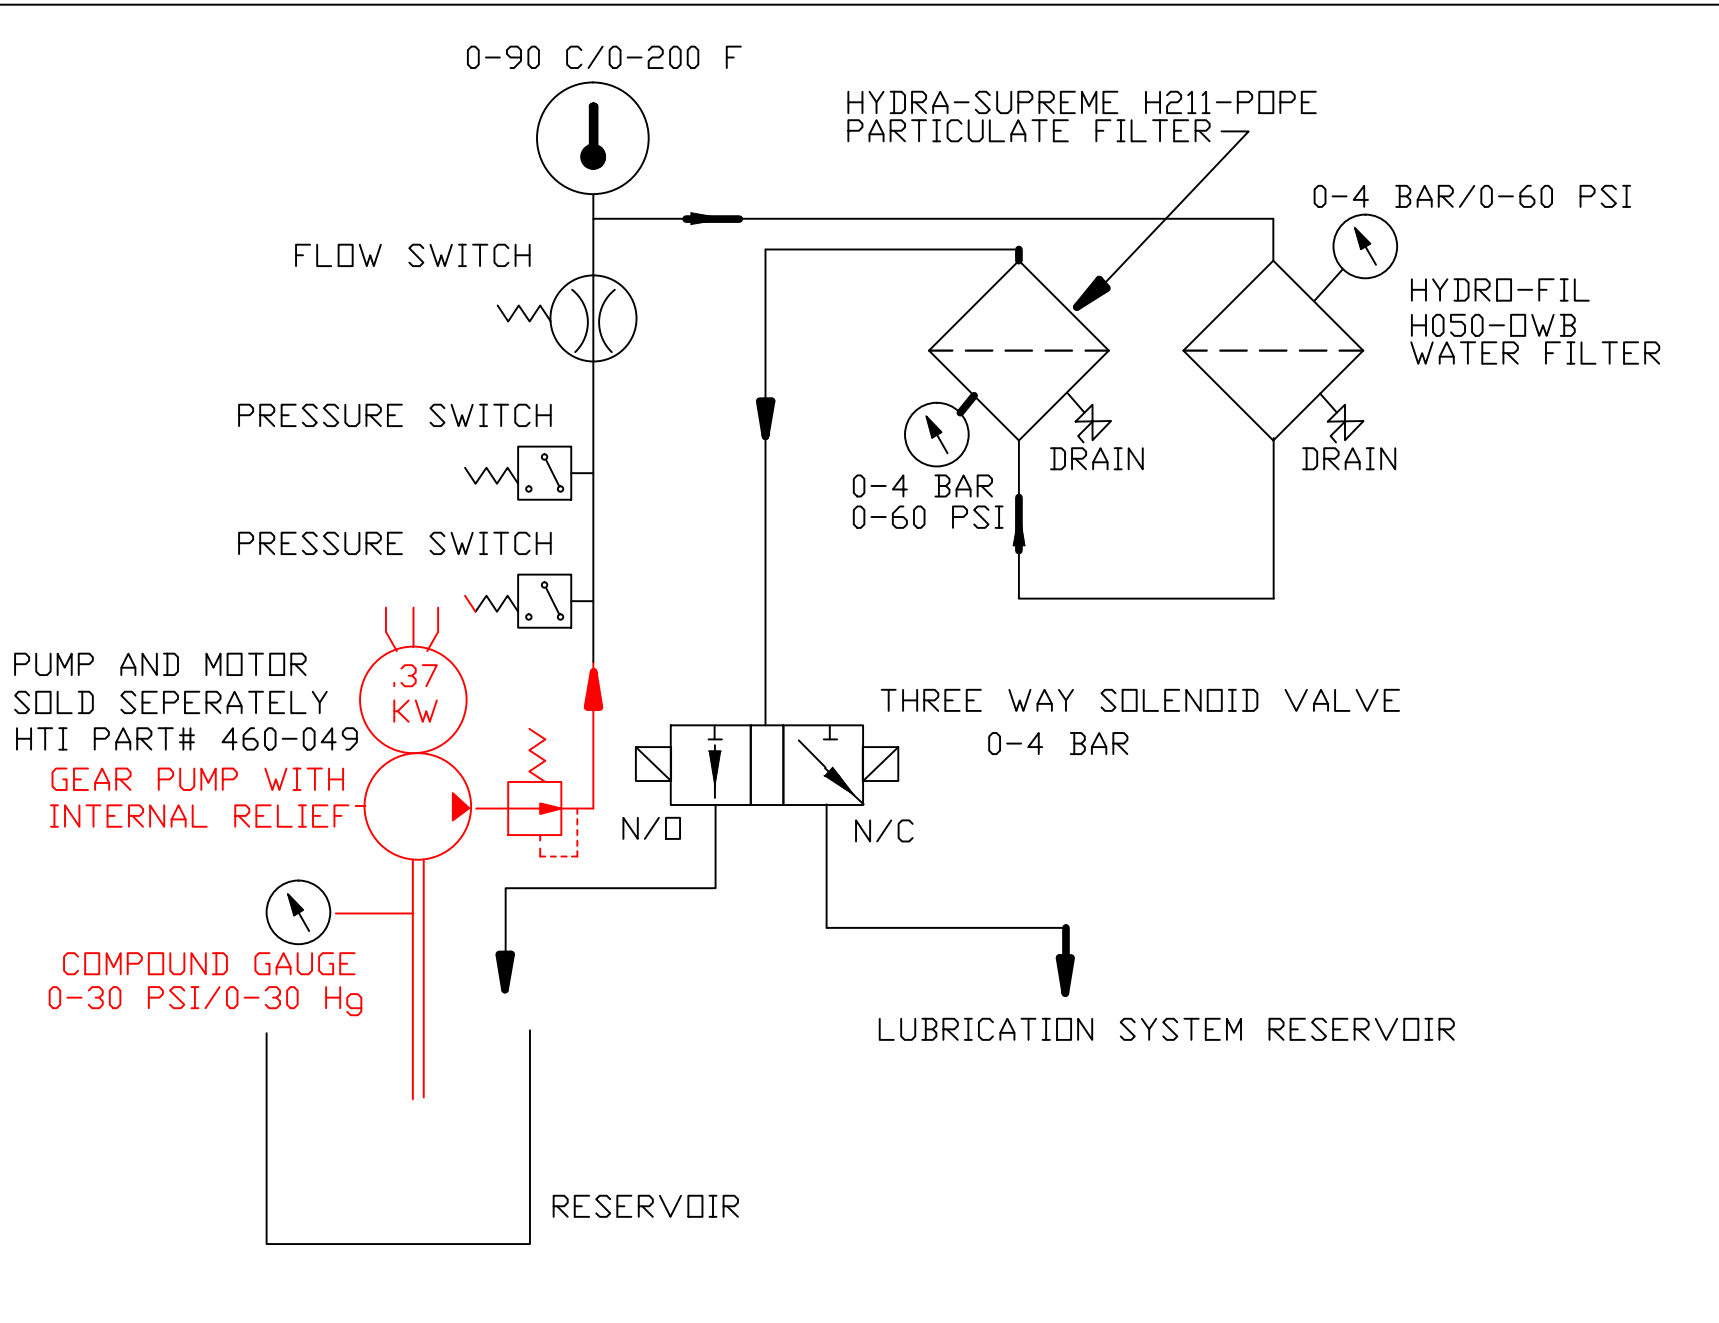 0-90 C/0-200 F
HYDRA-SUPREME H211-POPE
PARTICULATE FILTER
0-4 BAR/0-60 PSI
FLOW SWITCH
HYDRO-FIL
H050-OWB
WATER FILTER
PRESSURE SWITCH
DRAIN
DRAIN
0-4 BAR
0-60 PSI
PRESSURE SWITCH
PUMP AND MOTOR
SOLD SEPERATELY
HTI PART# 460-049
.37
KW
THREE WAY SOLENOID VALVE
0-4 BAR
GEAR PUMP WITH
INTERNAL RELIEF
N/O
N/C
COMPOUND GAUGE
0-30 PSI/0-30 Hg
LUBRICATION SYSTEM RESERVOIR
RESERVOIR